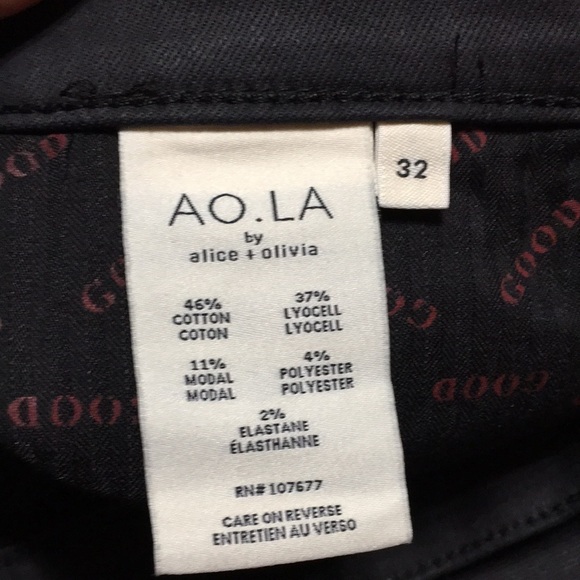 AO.LA
by
alice + olivia
46%
COTTON
COTON
37%
LYOCELL
LYOCELL
11%
MODAL
MODAL
4%
POLYESTER
POLYESTER
2%
ELASTANE
ÉLASTHANNE
RN# 107677
CARE ON REVERSE
ENTRETIEN AU VERSO
32
GOOD
GOOD
GOOD
GOOD